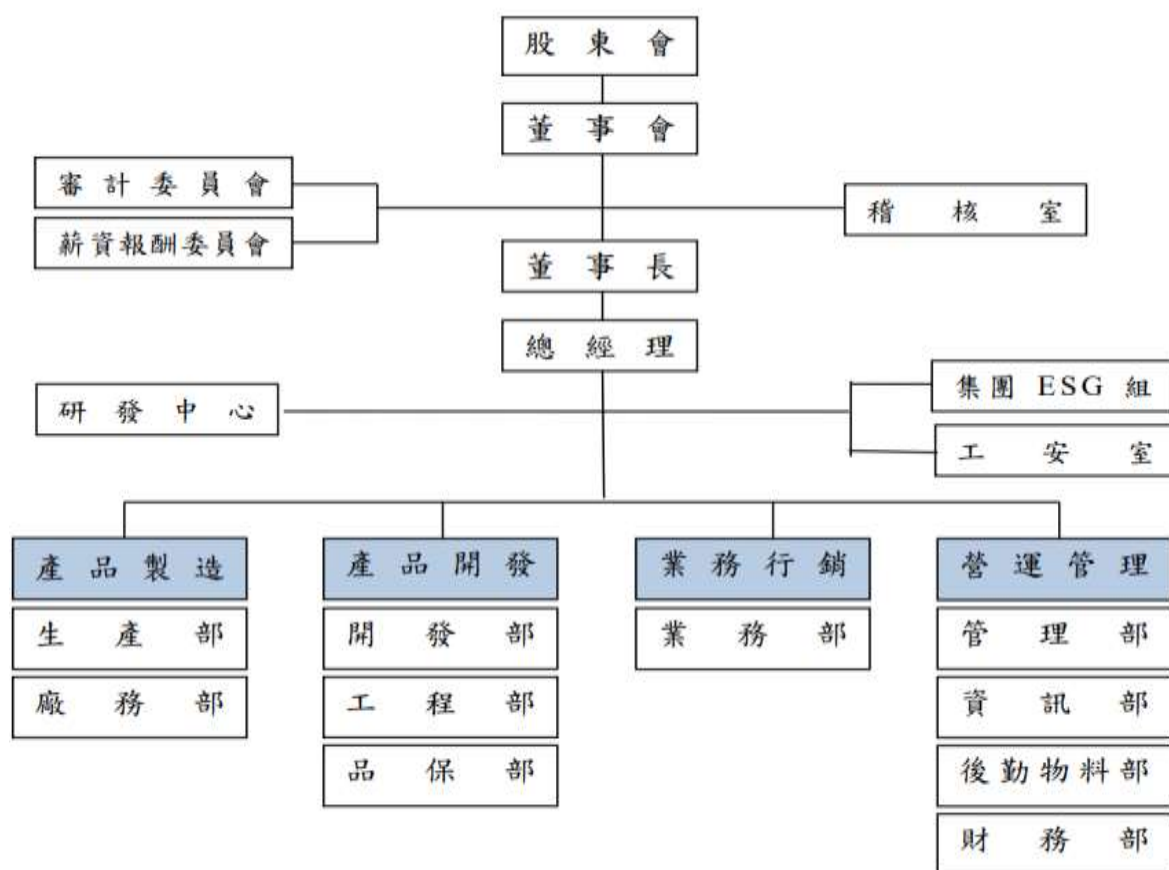 股東會
董事會
審計委員會
薪資報酬委員會
稽核室
董事長
總經理
研發中心
集團 ESG 組
工安室
產品製造
生產部
廠務部
產品開發
開發部
工程部
品保部
業務行銷
業務部
營運管理
管理部
資訊部
後勤物料部
財務部